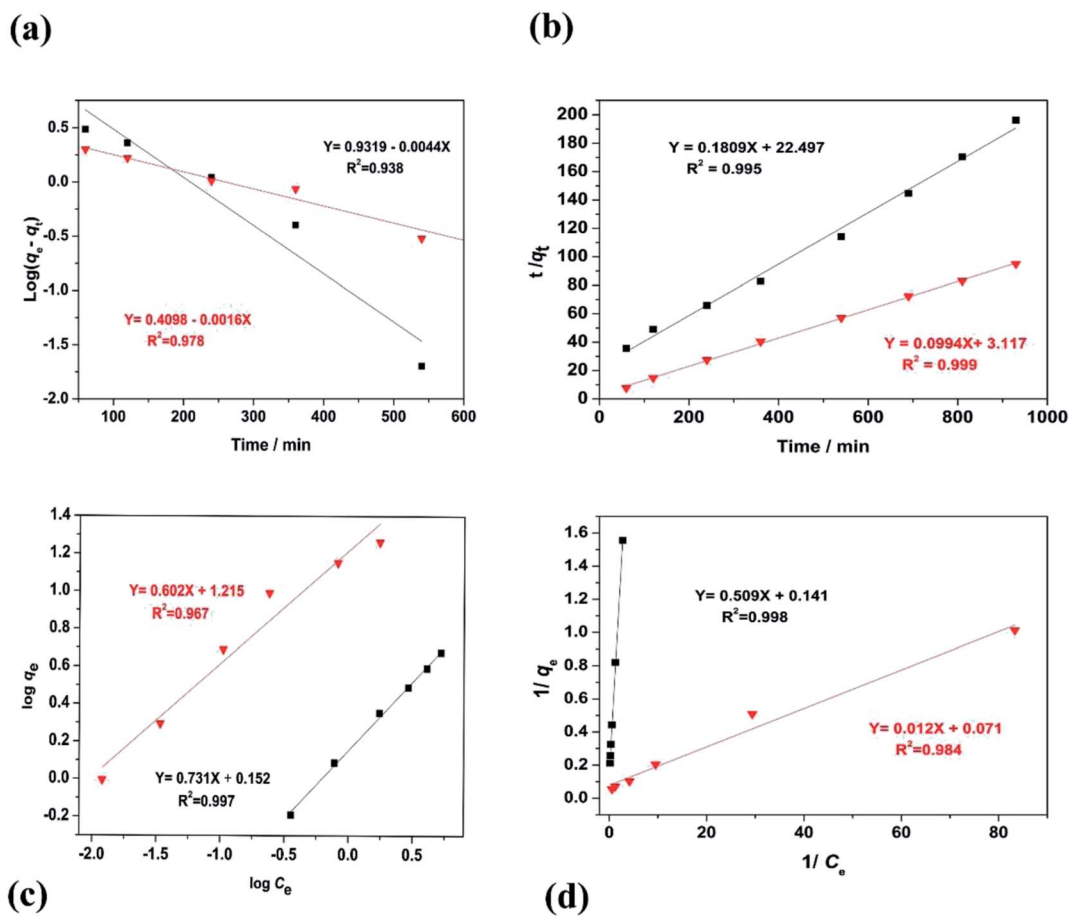 (a)
(b)
Log(qe - qt)
0.5
0.0
-0.5
-1.0
-1.5
-2.0
Y= 0.9319 - 0.0044X
R2=0.938
Y= 0.4098 - 0.0016X
R2=0.978
100 200 300 400 500 600
Time / min
t /qt
200
180
160
140
120
100
80
60
40
20
0
Y = 0.1809X + 22.497
R2 = 0.995
Y = 0.0994X+ 3.117
R2 = 0.999
0 200 400 600 800 1000
Time / min
log qe
1.4
1.2
1.0
0.8
0.6
0.4
0.2
0.0
-0.2
Y= 0.602X + 1.215
R2=0.967
Y= 0.731X + 0.152
R2=0.997
-2.0 -1.5 -1.0 -0.5 0.0 0.5
log Ce
1/ qe
1.6
1.4
1.2
1.0
0.8
0.6
0.4
0.2
0.0
Y= 0.509X + 0.141
R2=0.998
Y= 0.012X + 0.071
R2=0.984
0 20 40 60 80
1/ Ce
(c)
(d)